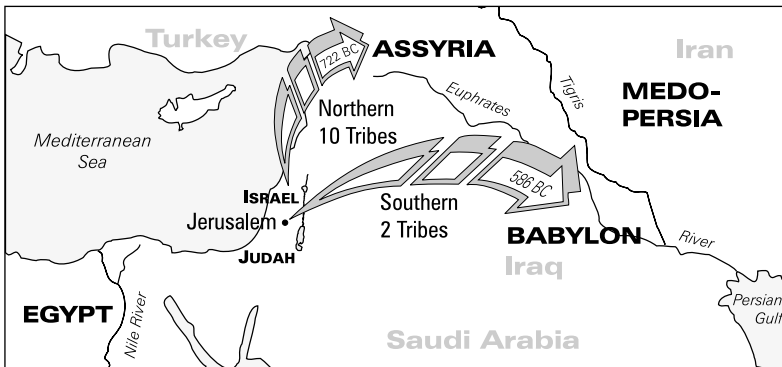 Turkey
722 BC
ASSYRIA
Iran
Euphrates
Tigris
MEDO-
PERSIA
Northern
10 Tribes
Mediterranean
Sea
586 BC
ISRAEL
Jerusalem
Southern
2 Tribes
JUDAH
BABYLON
River
Iraq
EGYPT
Nile River
Persian
Gulf
Saudi Arabia